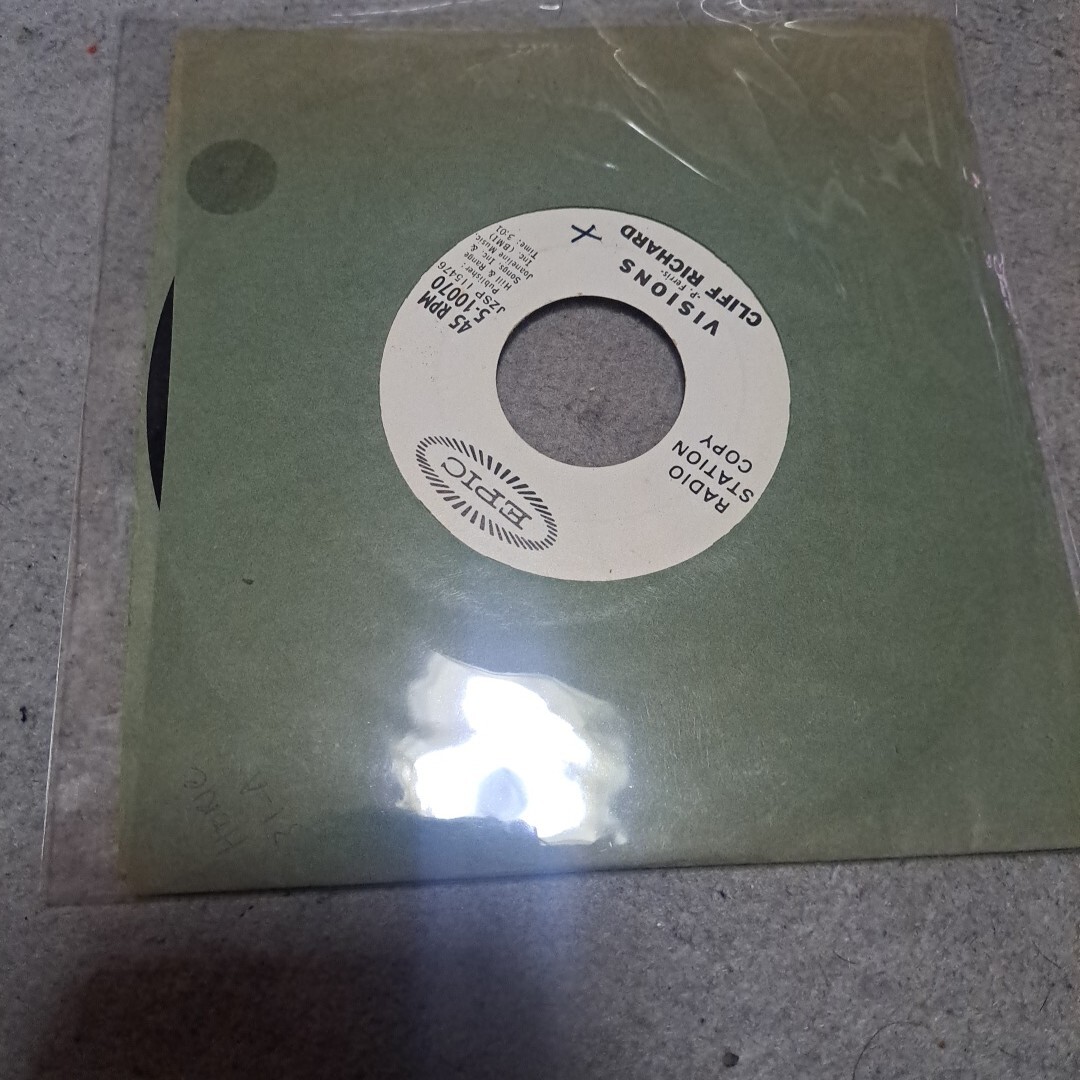 EPIC
RADIO
STATION
COPY
45 RPM
5-10070
JZSP 115476
Publisher:
Hill & Range
Songs, Inc. &
Joaneline Music,
Inc. (BMI)
Time: 3:01
VISIONS
-P. Ferris-
CLIFF RICHARD
X